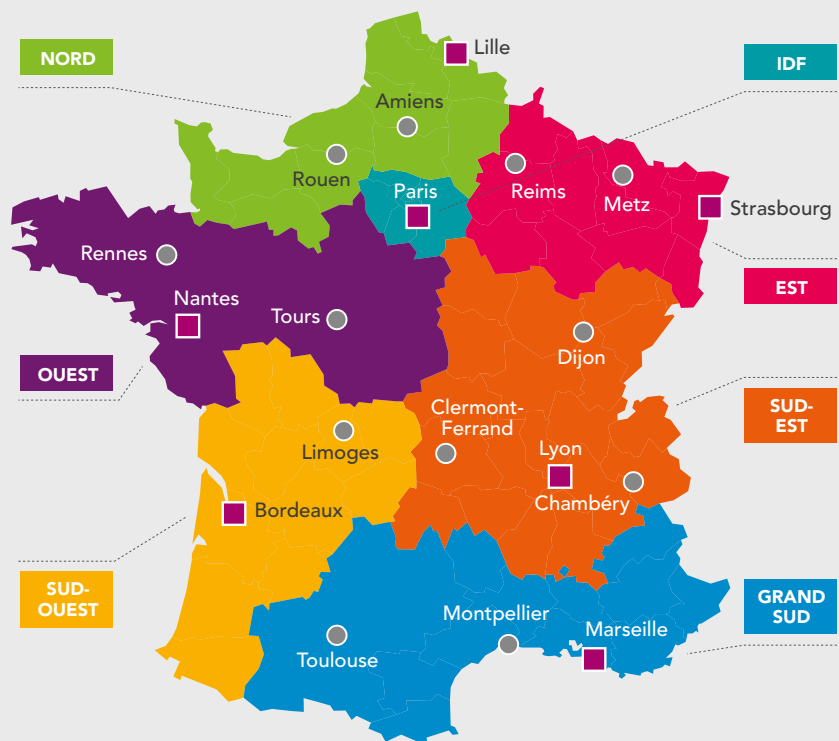 NORD
Lille
IDF
Amiens
Rouen
Paris
Reims
Metz
Strasbourg
Rennes
EST
Nantes
Tours
Dijon
OUEST
SUD-
EST
Clermont-
Ferrand
Limoges
Lyon
Chambéry
Bordeaux
SUD-
OUEST
GRAND
SUD
Montpellier
Marseille
Toulouse